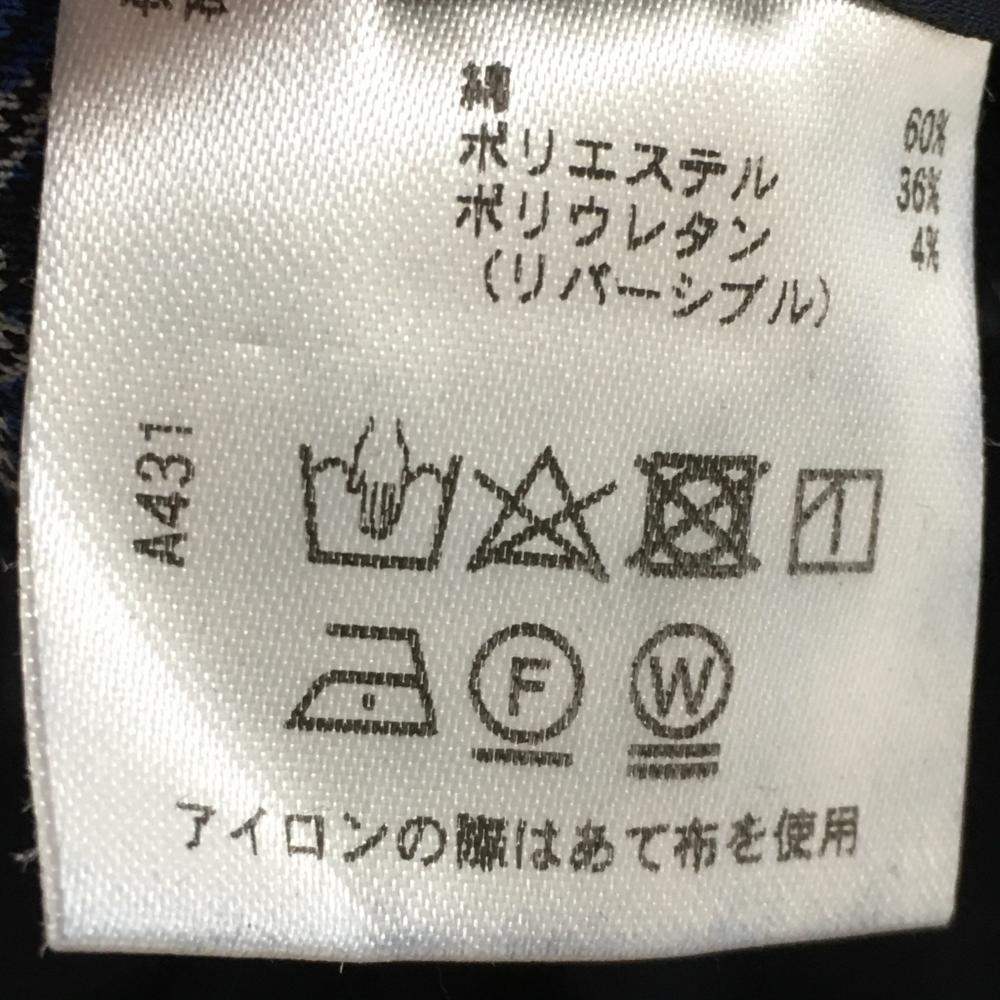 綿 60%
ポリエステル 36%
ポリウレタン 4%
(リバーシブル)
A431
F
W
アイロンの際はあて布を使用